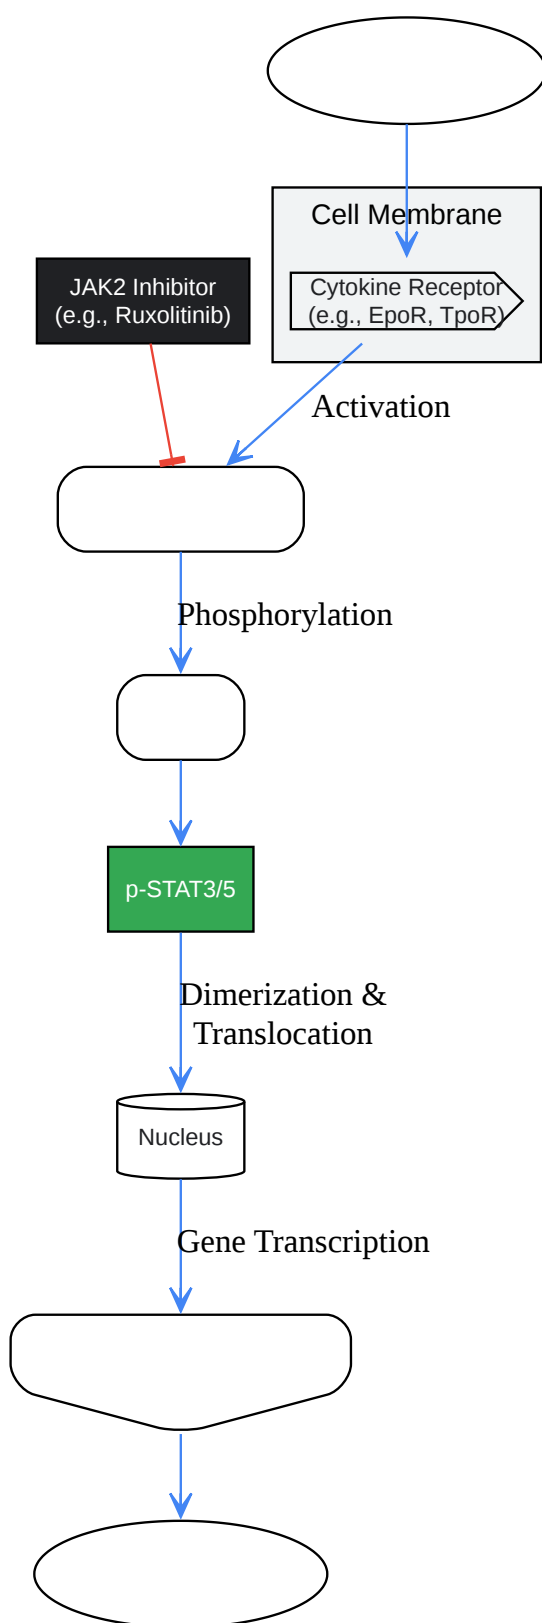 Cell Membrane
JAK2 Inhibitor
(e.g., Ruxolitinib)
Cytokine Receptor
(e.g., EpoR, TpoR)
Activation
Phosphorylation
p-STAT3/5
Dimerization &
Translocation
Nucleus
Gene Transcription